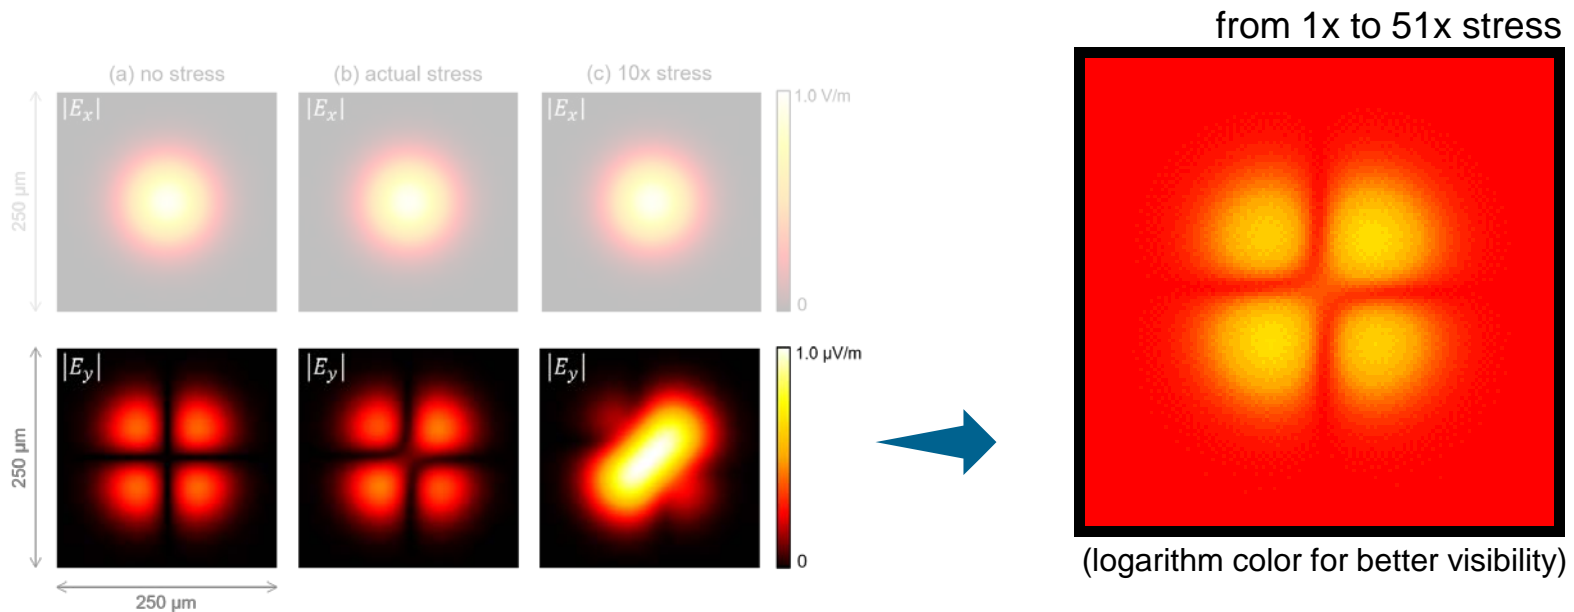 from 1x to 51x stress
(a) no stress
(b) actual stress
(c) 10x stress
|Ex|
|Ex|
|Ex|
1.0 V/m
0
250 μm
|Ey|
|Ey|
|Ey|
1.0 μV/m
0
250 μm
250 μm
(logarithm color for better visibility)